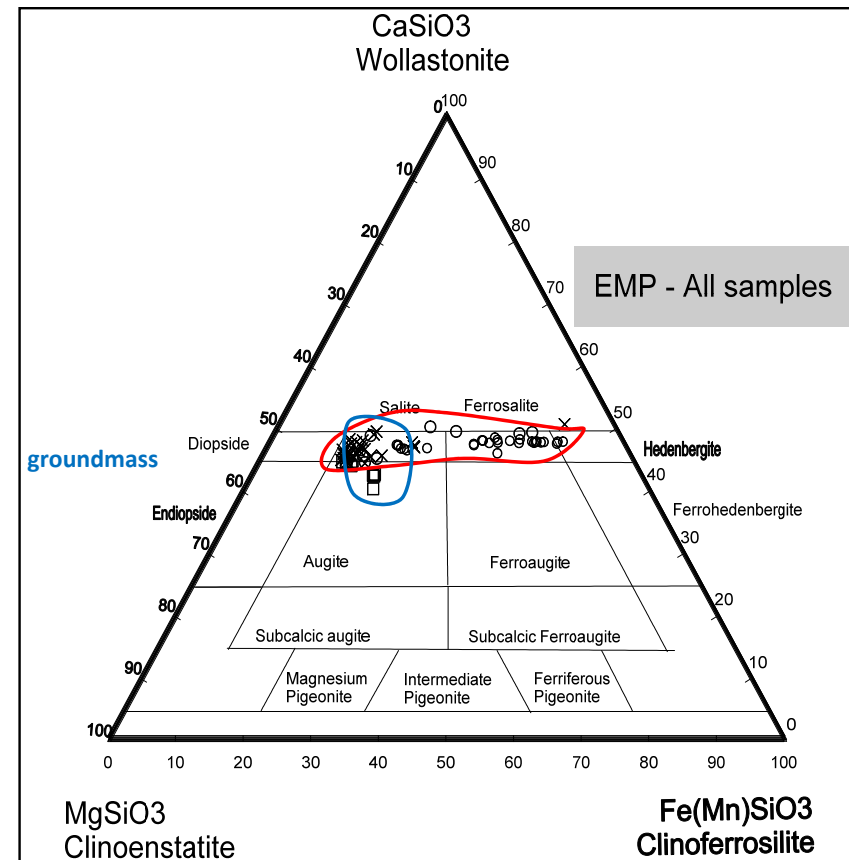 CaSiO3
Wollastonite
0 100
10 90
20 80
EMP - All samples
30 70
40 60
Salite Ferrosalite
50 50
Diopside
Hedenbergite
groundmass
40
60
Endiopside Ferrohedenbergite
70 30
Augite Ferroaugite
80 20
Subcalcic augite Subcalcic Ferroaugite
90 10
Magnesium Intermediate Ferriferous
Pigeonite Pigeonite Pigeonite
100 0
0 10 20 30 40 50 60 70 80 90 100
MgSiO3 Fe(Mn)SiO3
Clinoenstatite Clinoferrosilite